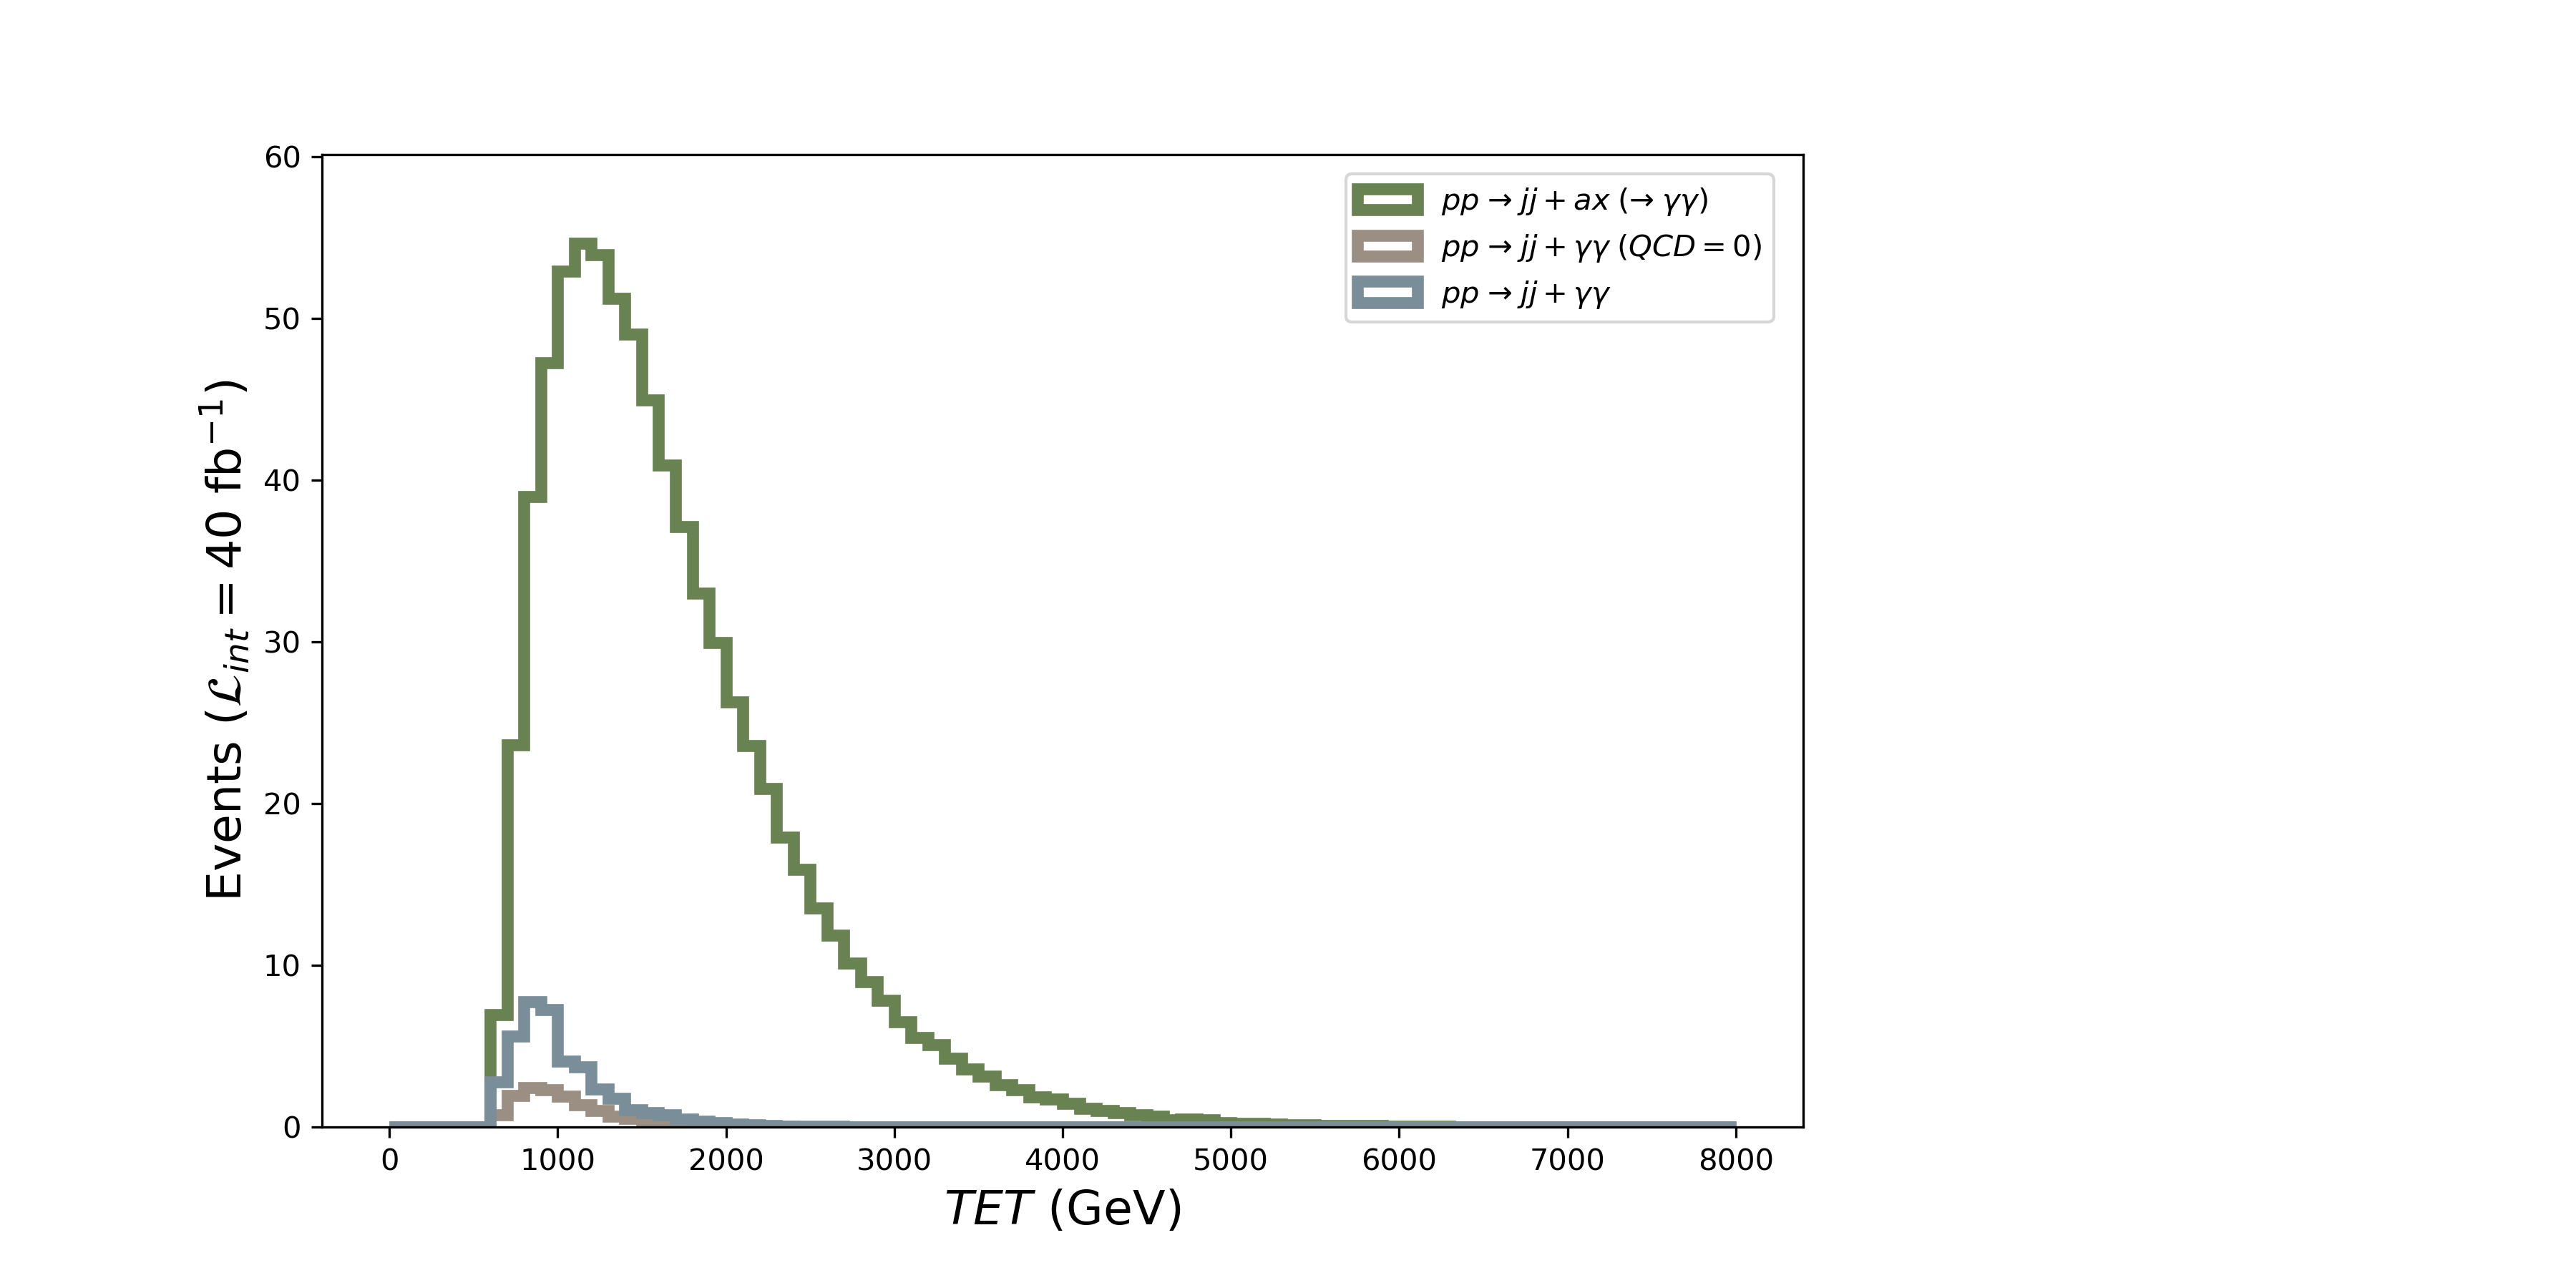 60
50
40
30
20
10
0
Events (ℒ_int = 40 fb⁻¹)
pp → jj + ax (→ γγ)
pp → jj + γγ (QCD = 0)
pp → jj + γγ
0 1000 2000 3000 4000 5000 6000 7000 8000
TET (GeV)